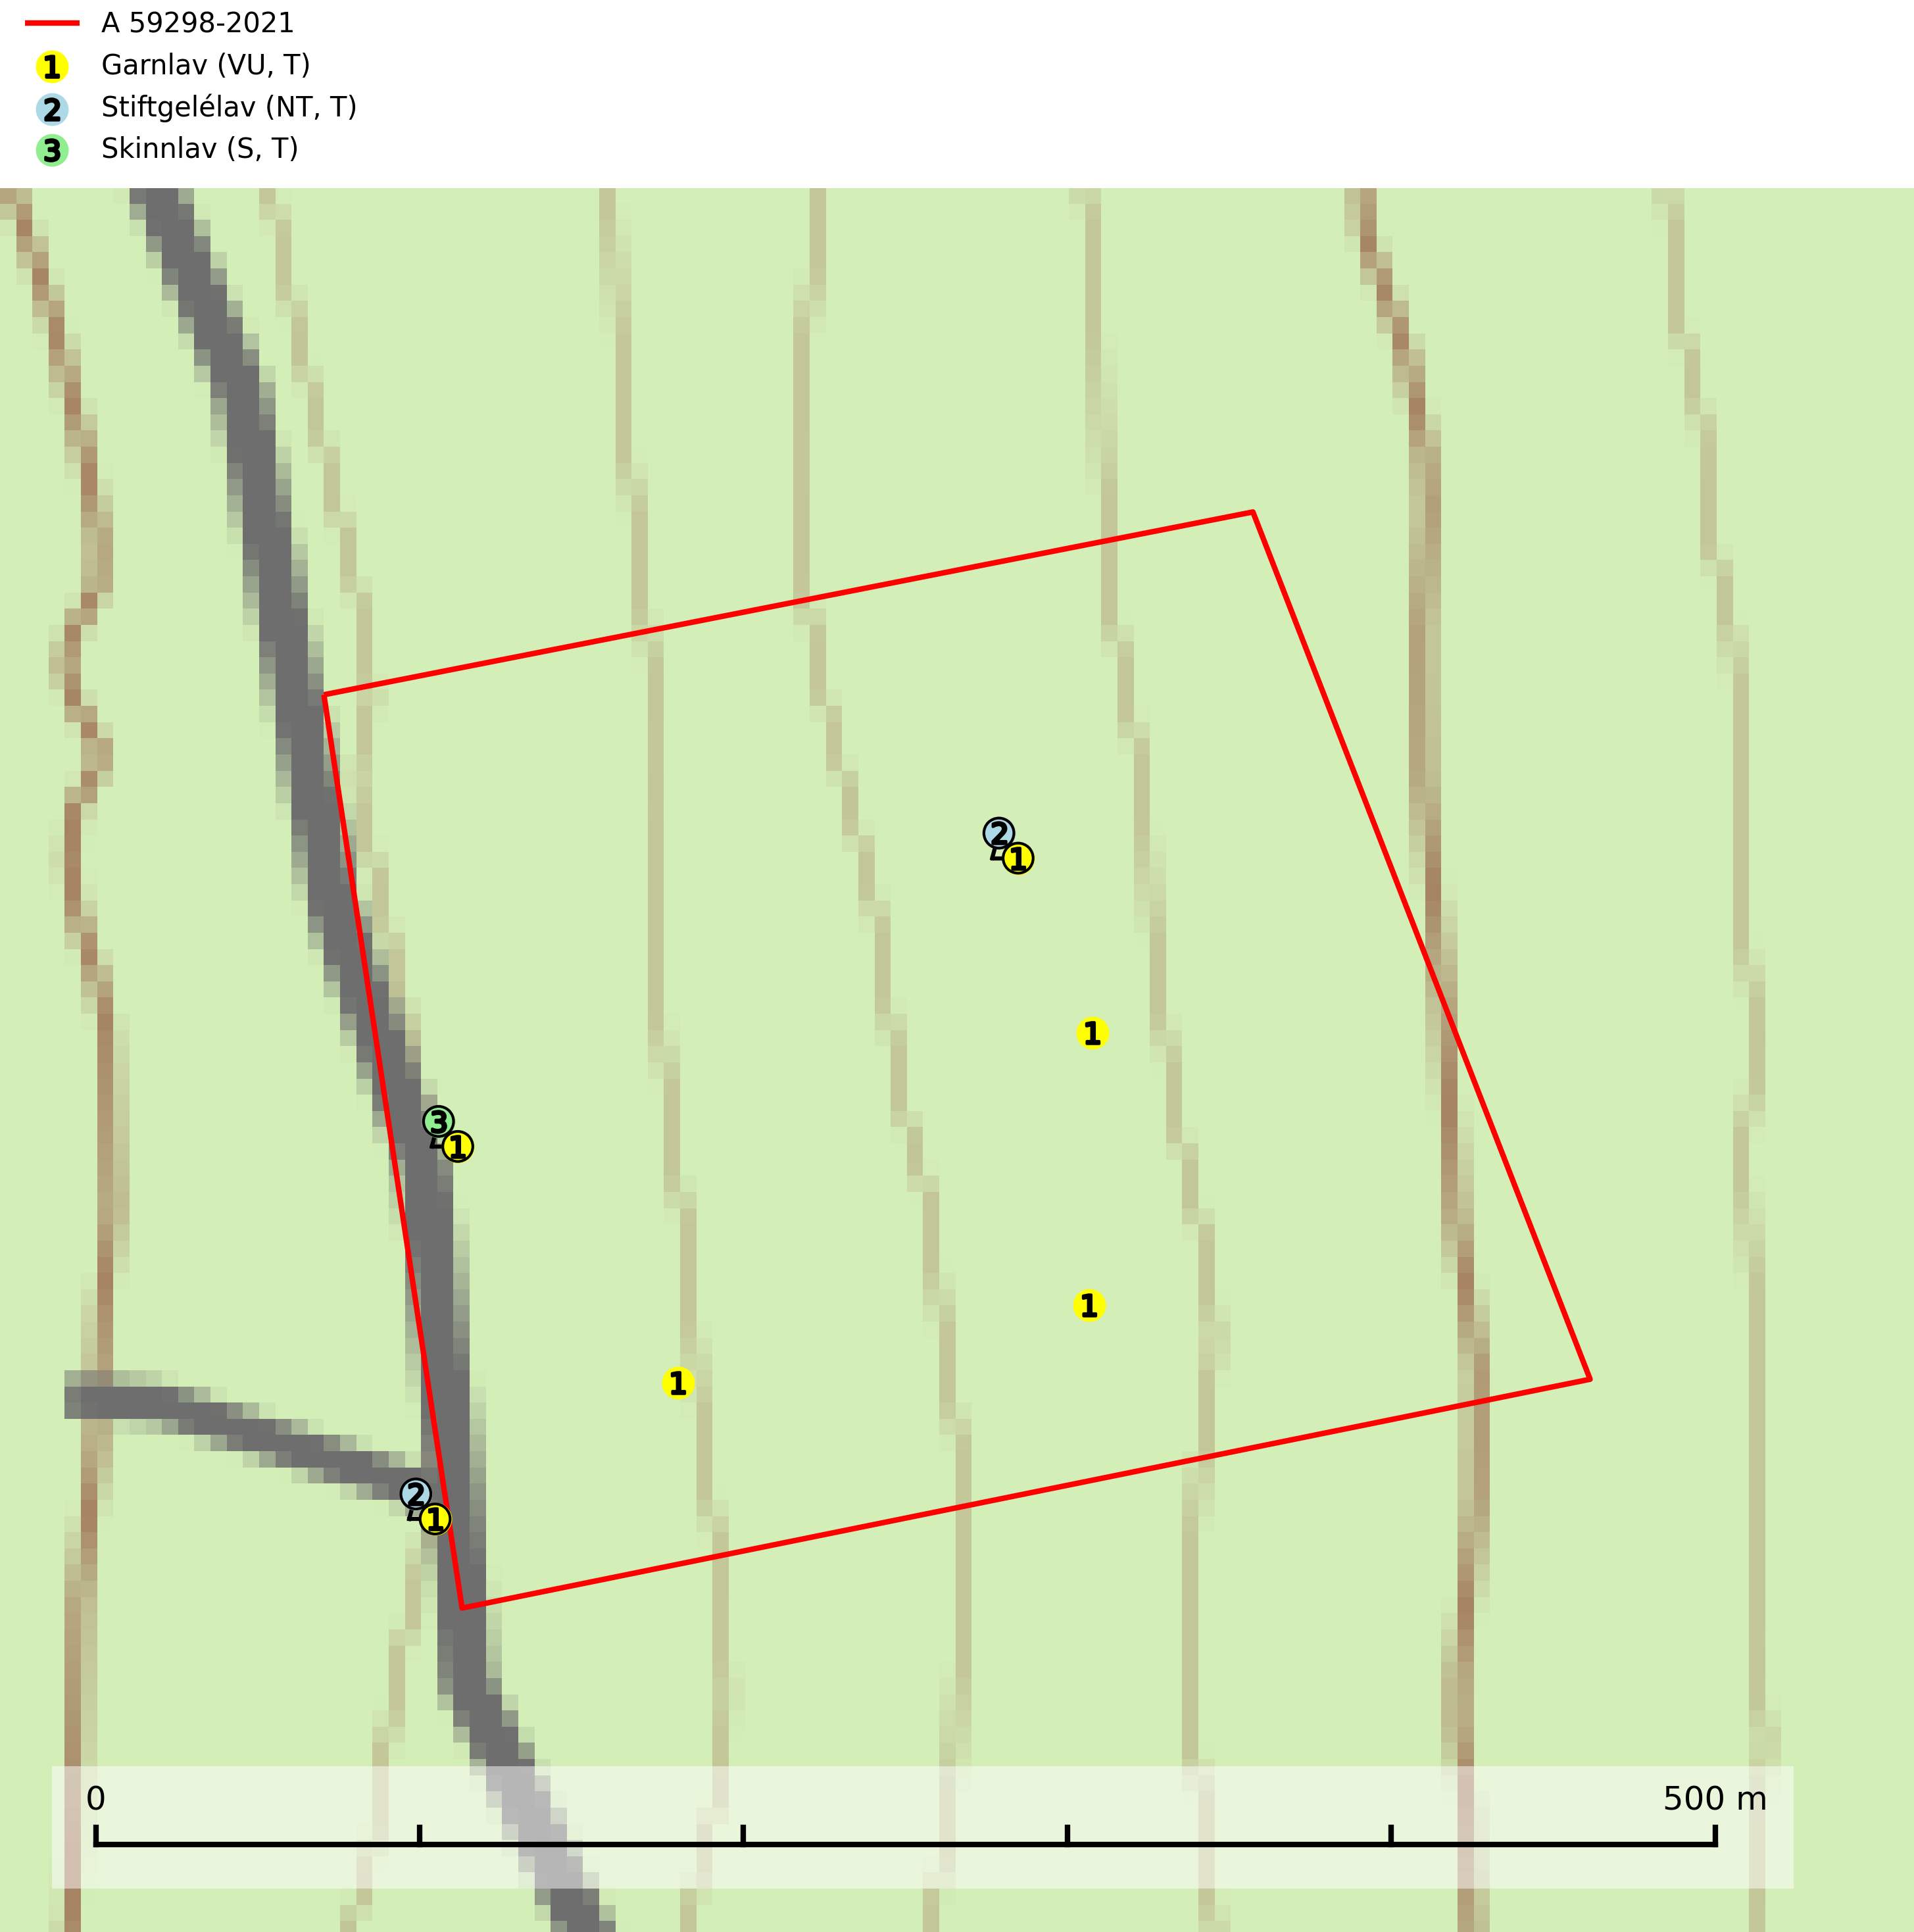 A 59298-2021
1 Garnlav (VU, T)
2 Stiftgelélav (NT, T)
3 Skinnlav (S, T)
2
1
1
3
1
1
1
2
1
0 500 m